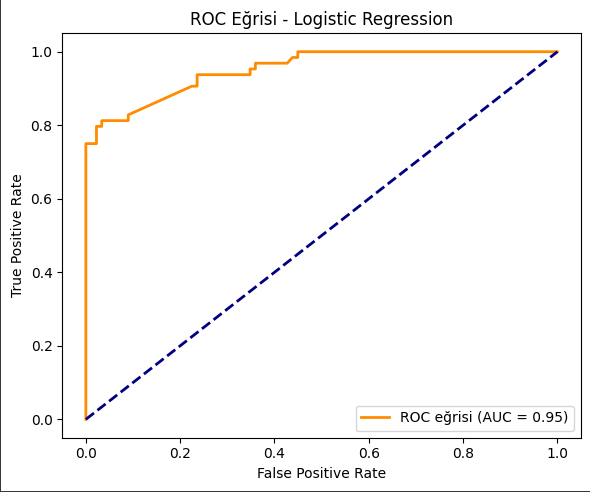 ROC Eğrisi - Logistic Regression
1.0
0.8
0.6
0.4
0.2
0.0
True Positive Rate
0.0 0.2 0.4 0.6 0.8 1.0
False Positive Rate
ROC eğrisi (AUC = 0.95)